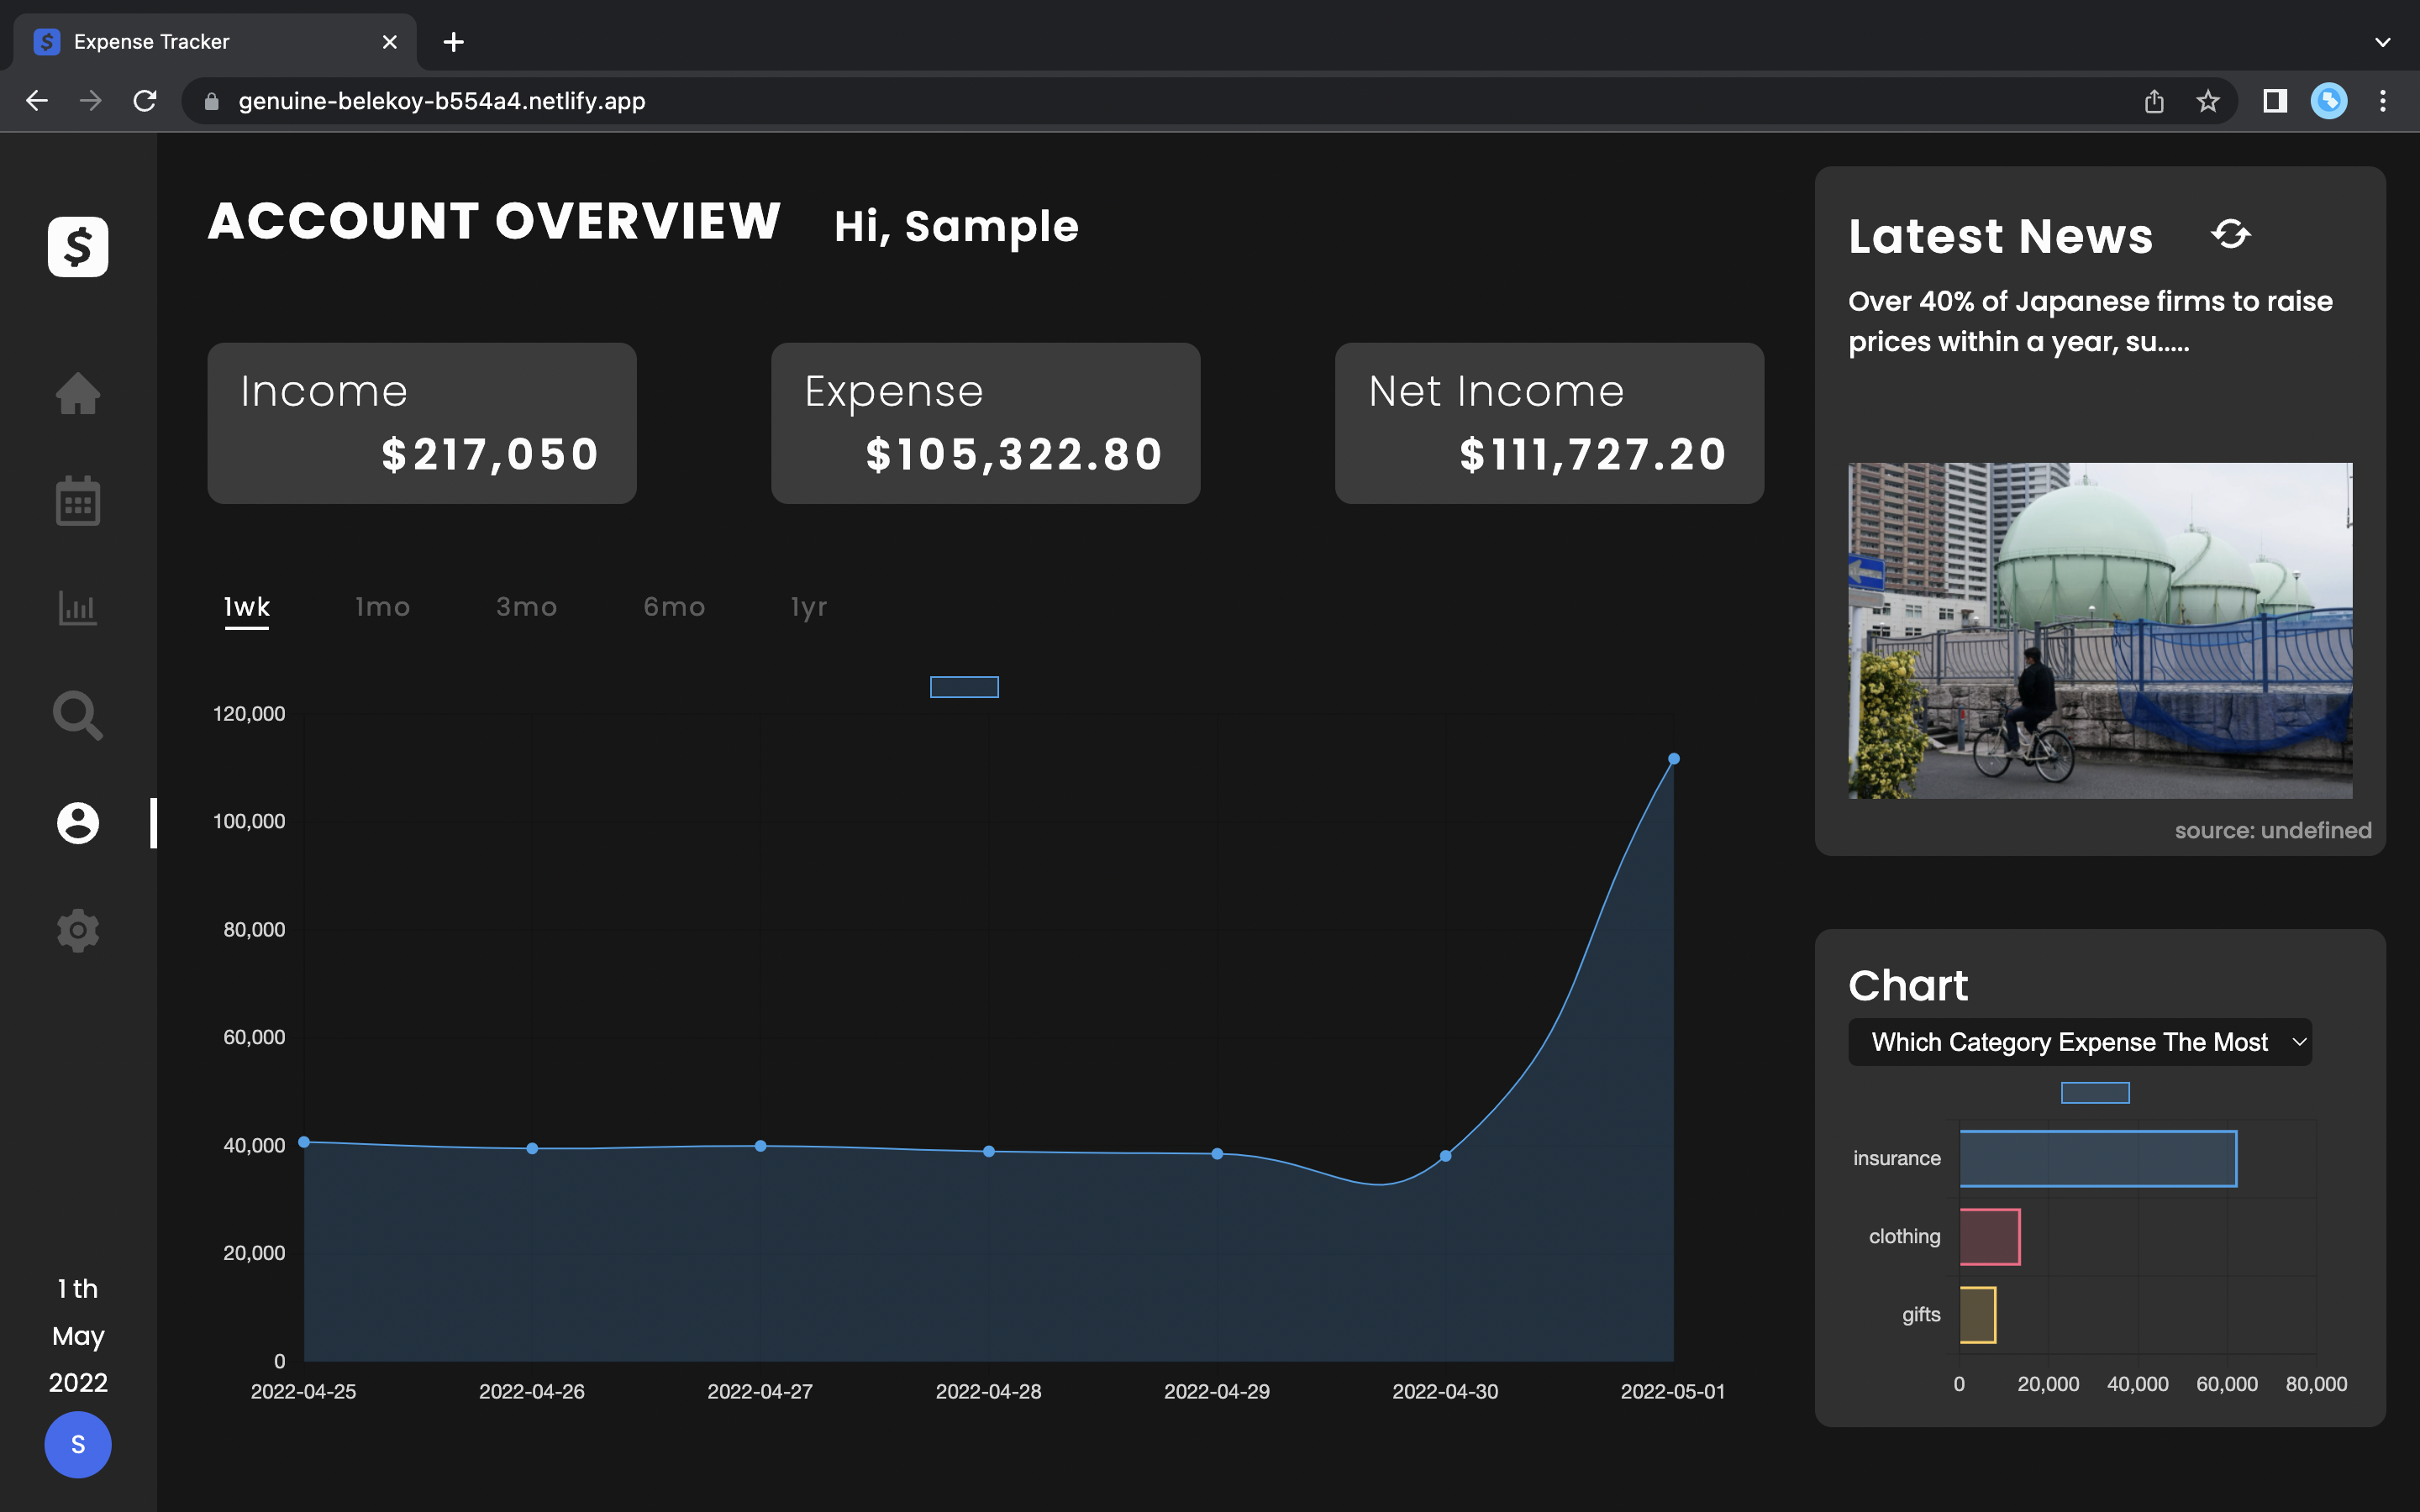 Expense Tracker
genuine-belekoy-b554a4.netlify.app
$
ACCOUNT OVERVIEW
Hi, Sample
Income
$217,050
Expense
$105,322.80
Net Income
$111,727.20
1wk
1mo
3mo
6mo
1yr
120,000
100,000
80,000
60,000
40,000
20,000
0
2022-04-25
2022-04-26
2022-04-27
2022-04-28
2022-04-29
2022-04-30
2022-05-01
1 th
May
2022
S
Latest News
Over 40% of Japanese firms to raise
prices within a year, su.....
source: undefined
Chart
Which Category Expense The Most
insurance
clothing
gifts
0
20,000
40,000
60,000
80,000